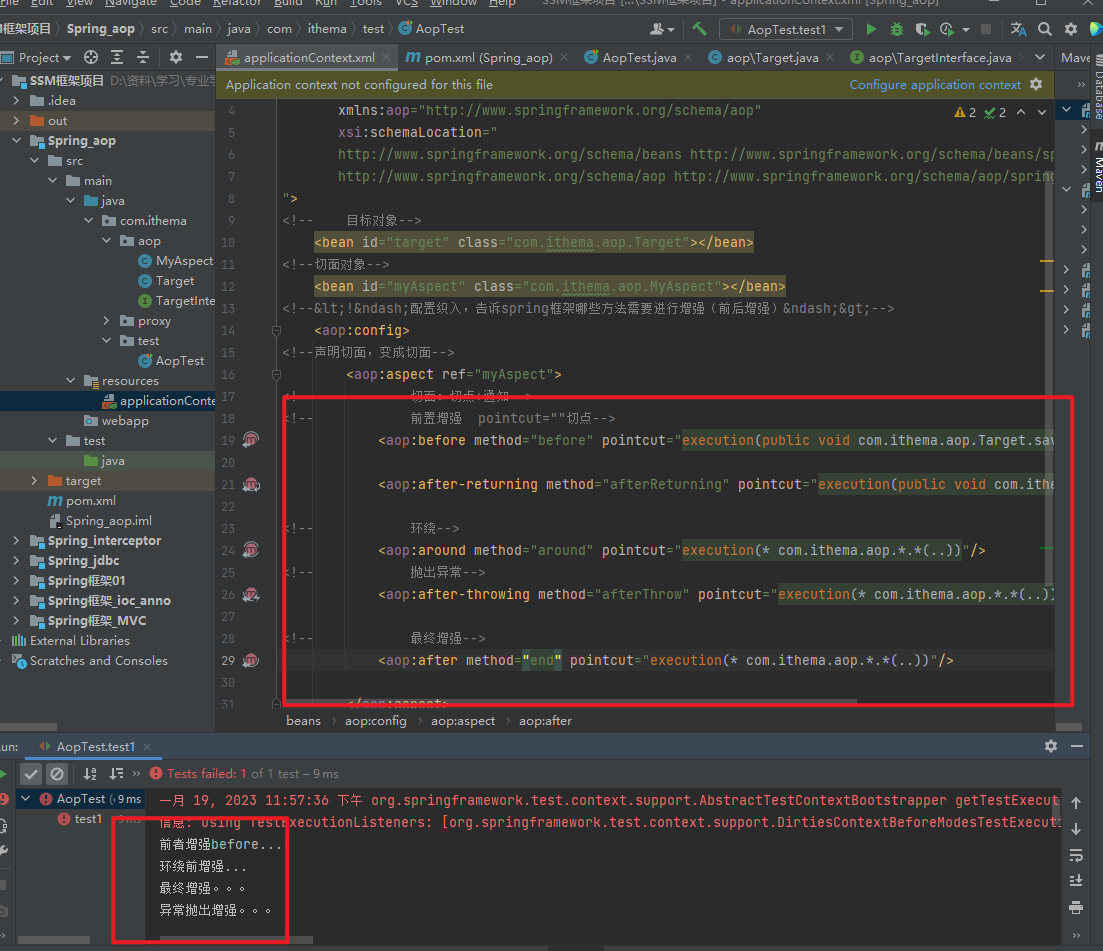 File Edit View Navigate Code Refactor Build Run Tools VCS Window Help SSM框架项目 [...\SSM框架项目] - applicationContext.xml [Spring_aop]
框架项目 Spring_aop src main java com ithema test AopTest AopTest.test1
Project applicationContext.xml pom.xml (Spring_aop) AopTest.java aop\Target.java aop\TargetInterface.java Mave
SSM框架项目 D:\资料\学习\专业
.idea
out
Spring_aop
src
main
java
com.ithema
aop
MyAspect
Target
TargetInte
proxy
test
AopTest
resources
applicationConte
webapp
test
java
target
pom.xml
Spring_aop.iml
Spring_interceptor
Spring_jdbc
Spring框架01
Spring框架_ioc_anno
Spring框架_MVC
External Libraries
Scratches and Consoles
Application context not configured for this file Configure application context
2 2
4 xmlns:aop="http://www.springframework.org/schema/aop"
5 xsi:schemaLocation="
6 http://www.springframework.org/schema/beans http://www.springframework.org/schema/beans/sp
7 http://www.springframework.org/schema/aop http://www.springframework.org/schema/aop/spring
8 ">
9 <!-- 目标对象-->
10 <bean id="target" class="com.ithema.aop.Target"></bean>
11 <!--切面对象-->
12 <bean id="myAspect" class="com.ithema.aop.MyAspect"></bean>
13 <!--&lt;!&ndash;配置织入，告诉spring框架哪些方法需要进行增强（前后增强）&ndash;&gt;-->
14 <aop:config>
15 <!--声明切面，变成切面-->
16 <aop:aspect ref="myAspect">
17 切面：切点+通知
18 <!-- 前置增强 pointcut=""切点-->
19 <aop:before method="before" pointcut="execution(public void com.ithema.aop.Target.sav
20
21 <aop:after-returning method="afterReturning" pointcut="execution(public void com.ithe
22
23 <!-- 环绕-->
24 <aop:around method="around" pointcut="execution(* com.ithema.aop.*.*(..))"/>
25 <!-- 抛出异常-->
26 <aop:after-throwing method="afterThrow" pointcut="execution(* com.ithema.aop.*.*(..))
27
28 <!-- 最终增强-->
29 <aop:after method="end" pointcut="execution(* com.ithema.aop.*.*(..))"/>
30
31 </aop:aspect>
beans aop:config aop:aspect aop:after
Database
Maven
un: AopTest.test1
Tests failed: 1 of 1 test – 9 ms
AopTest ( 9 ms
test1 9 ms
一月 19, 2023 11:57:36 下午 org.springframework.test.context.support.AbstractTestContextBootstrapper getTestExecut
信息: Using TestExecutionListeners: [org.springframework.test.context.support.DirtiesContextBeforeModesTestExecuti
前者增强before...
环绕前增强...
最终增强。。。
异常抛出增强。。。